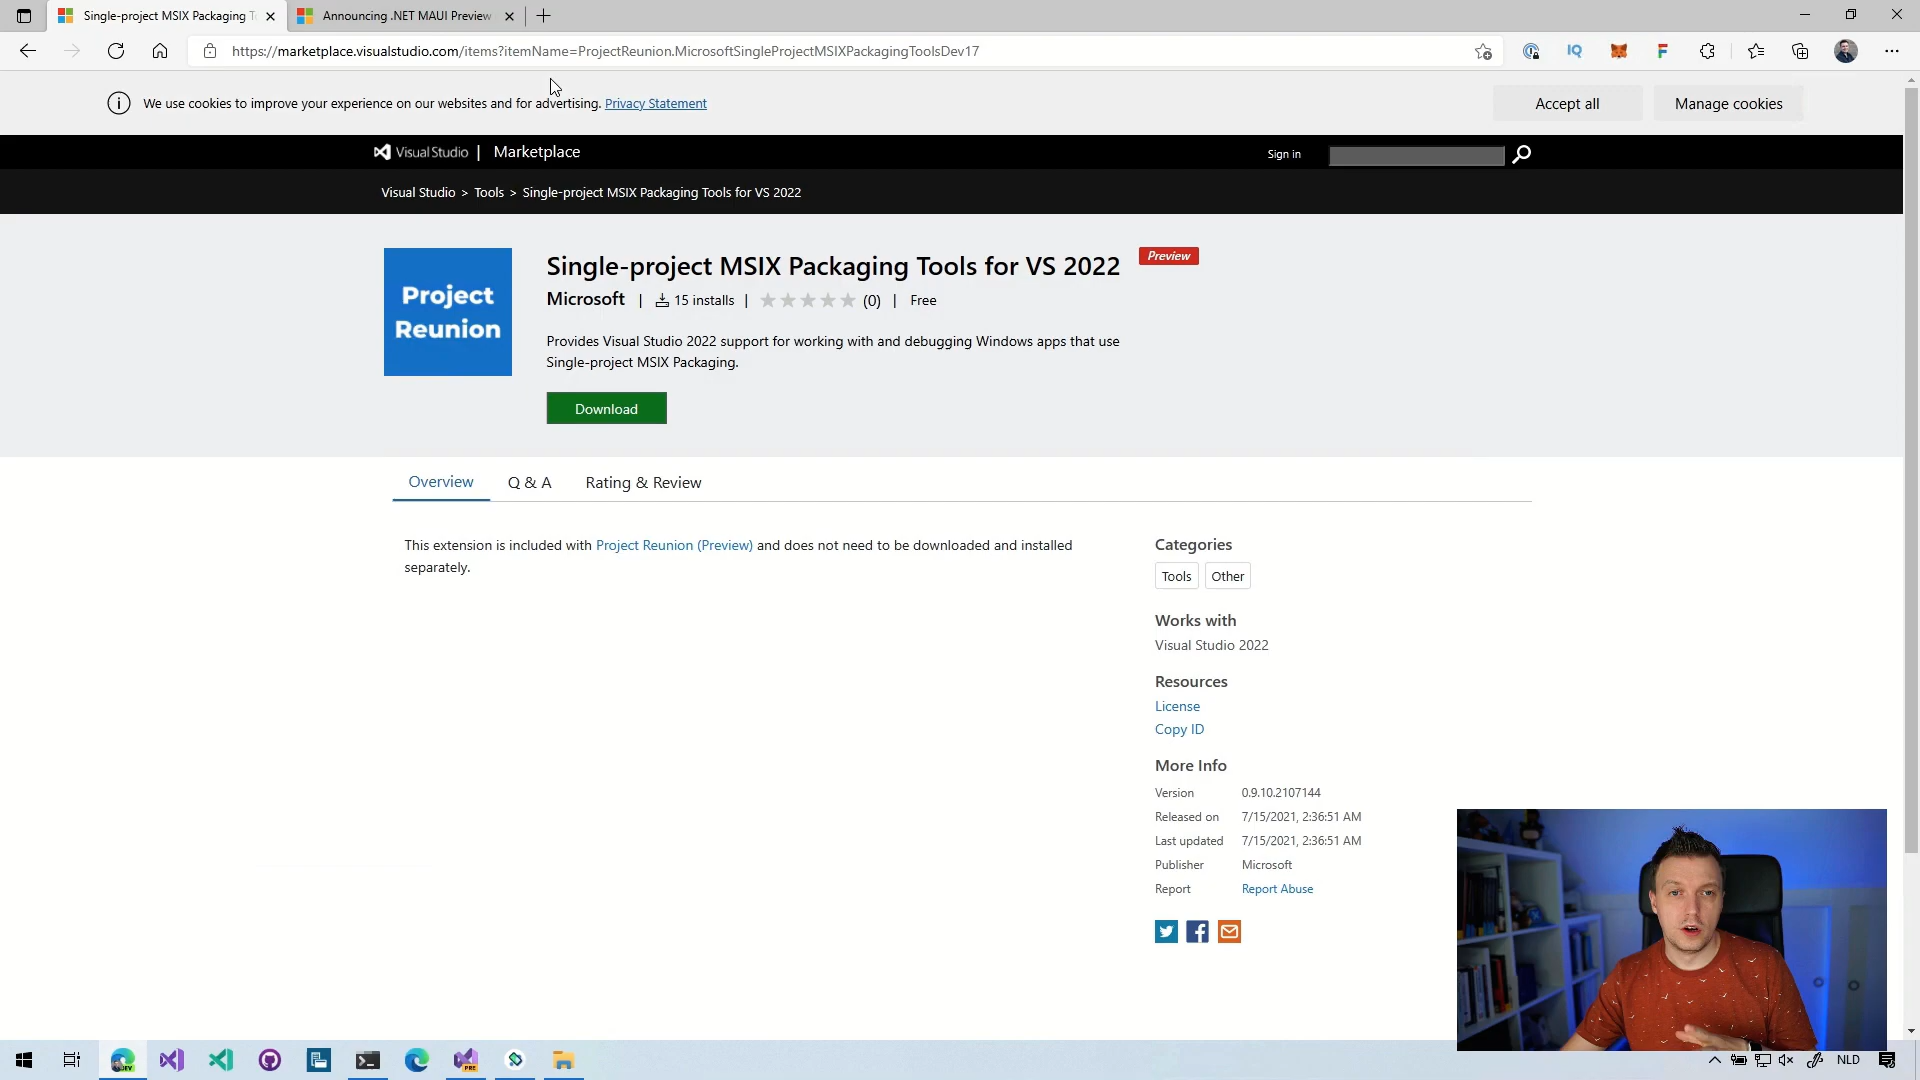 Single-project MSIX Packaging T
Announcing .NET MAUI Preview
https://marketplace.visualstudio.com/items?itemName=ProjectReunion.MicrosoftSingleProjectMSIXPackagingToolsDev17
IQ
F
We use cookies to improve your experience on our websites and for advertising. Privacy Statement
Accept all
Manage cookies
Visual Studio | Marketplace
Sign in
Visual Studio > Tools > Single-project MSIX Packaging Tools for VS 2022
Project
Reunion
Single-project MSIX Packaging Tools for VS 2022
Preview
Microsoft | 15 installs | (0) | Free
Provides Visual Studio 2022 support for working with and debugging Windows apps that use
Single-project MSIX Packaging.
Download
Overview
Q & A
Rating & Review
This extension is included with Project Reunion (Preview) and does not need to be downloaded and installed
separately.
Categories
Tools
Other
Works with
Visual Studio 2022
Resources
License
Copy ID
More Info
Version 0.9.10.2107144
Released on 7/15/2021, 2:36:51 AM
Last updated 7/15/2021, 2:36:51 AM
Publisher Microsoft
Report Report Abuse
DEV
PRE
NLD